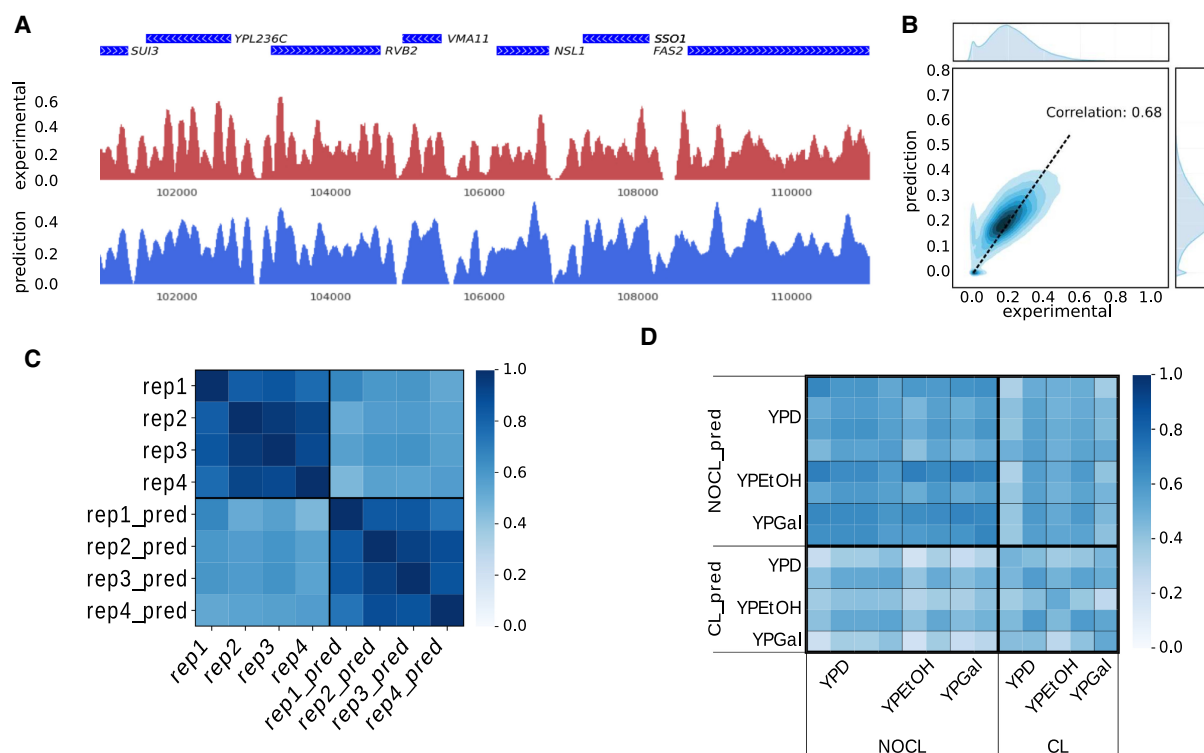 A
SUI3 YPL236C RVB2 VMA11 NSL1 SSO1 FAS2
experimental
0.6
0.4
0.2
0.0
102000 104000 106000 108000 110000
prediction
0.4
0.2
0.0
102000 104000 106000 108000 110000
B
prediction
0.8
0.7
0.6
0.5
0.4
0.3
0.2
0.1
0.0
Correlation: 0.68
0.0 0.2 0.4 0.6 0.8 1.0
experimental
C
rep1
rep2
rep3
rep4
rep1_pred
rep2_pred
rep3_pred
rep4_pred
rep1 rep2 rep3 rep4 rep1_pred rep2_pred rep3_pred rep4_pred
1.0
0.8
0.6
0.4
0.2
0.0
D
NOCL_pred
YPD
YPEtOH
YPGal
CL_pred
YPD
YPEtOH
YPGal
YPD YPEtOH YPGal YPD YPEtOH YPGal
NOCL CL
1.0
0.8
0.6
0.4
0.2
0.0